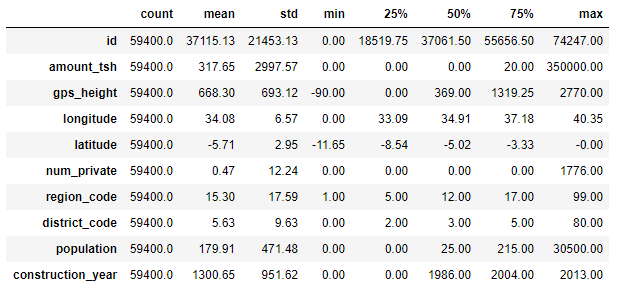 count mean std min 25% 50% 75% max
id 59400.0 37115.13 21453.13 0.00 18519.75 37061.50 55656.50 74247.00
amount_tsh 59400.0 317.65 2997.57 0.00 0.00 0.00 20.00 350000.00
gps_height 59400.0 668.30 693.12 -90.00 0.00 369.00 1319.25 2770.00
longitude 59400.0 34.08 6.57 0.00 33.09 34.91 37.18 40.35
latitude 59400.0 -5.71 2.95 -11.65 -8.54 -5.02 -3.33 -0.00
num_private 59400.0 0.47 12.24 0.00 0.00 0.00 0.00 1776.00
region_code 59400.0 15.30 17.59 1.00 5.00 12.00 17.00 99.00
district_code 59400.0 5.63 9.63 0.00 2.00 3.00 5.00 80.00
population 59400.0 179.91 471.48 0.00 0.00 25.00 215.00 30500.00
construction_year 59400.0 1300.65 951.62 0.00 0.00 1986.00 2004.00 2013.00